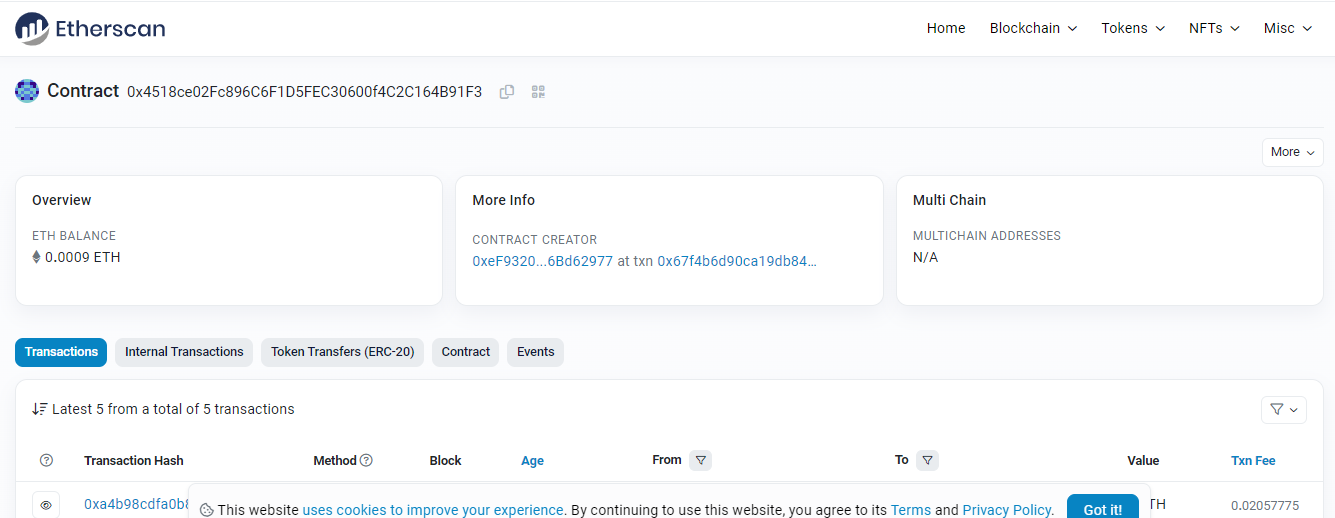 Etherscan
Home Blockchain Tokens NFTs Misc
Contract 0x4518ce02Fc896C6F1D5FEC30600f4C2C164B91F3
More
Overview
ETH BALANCE
0.0009 ETH
More Info
CONTRACT CREATOR
0xeF9320...6Bd62977 at txn 0x67f4b6d90ca19db84...
Multi Chain
MULTICHAIN ADDRESSES
N/A
Transactions Internal Transactions Token Transfers (ERC-20) Contract Events
Latest 5 from a total of 5 transactions
Transaction Hash Method Block Age From To Value Txn Fee
0xa4b98cdfa0b8 TH 0.02057775
This website uses cookies to improve your experience. By continuing to use this website, you agree to its Terms and Privacy Policy. Got it!